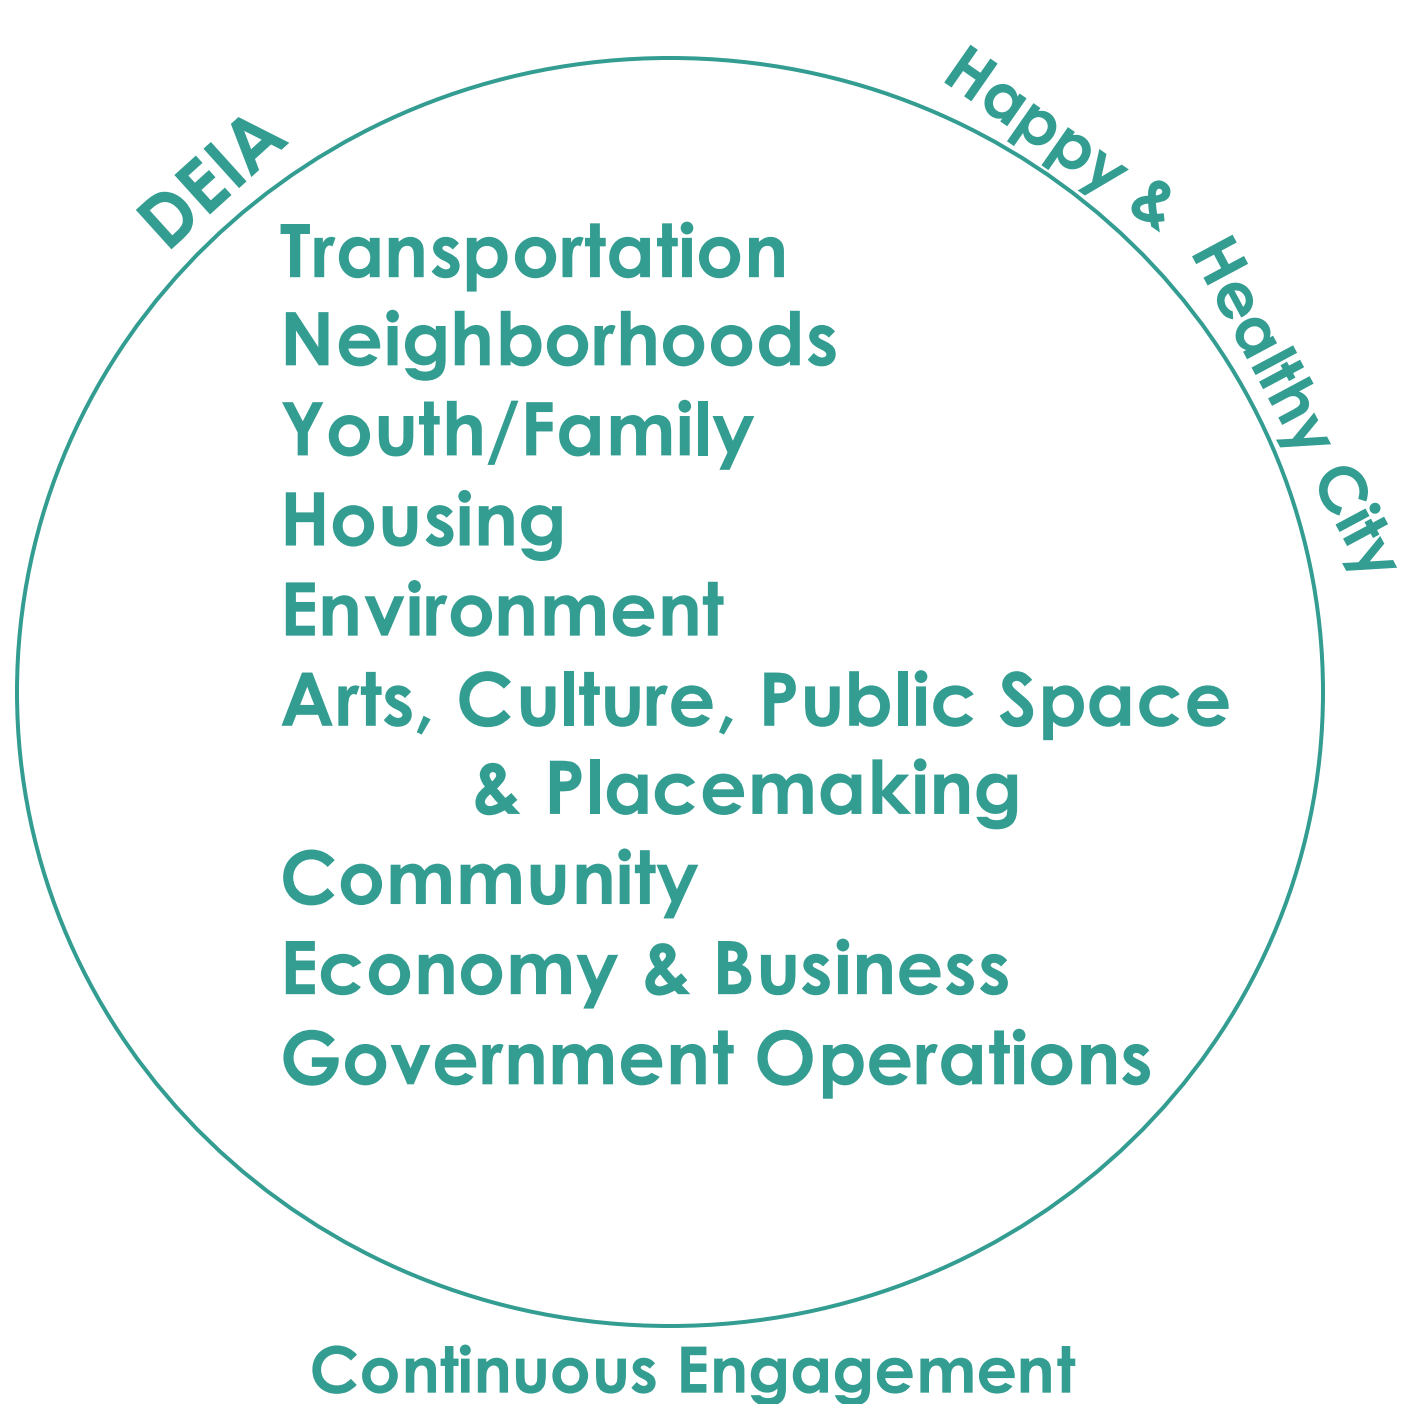 DEIA
Happy & Healthy City
Transportation
Neighborhoods
Youth/Family
Housing
Environment
Arts, Culture, Public Space
& Placemaking
Community
Economy & Business
Government Operations
Continuous Engagement